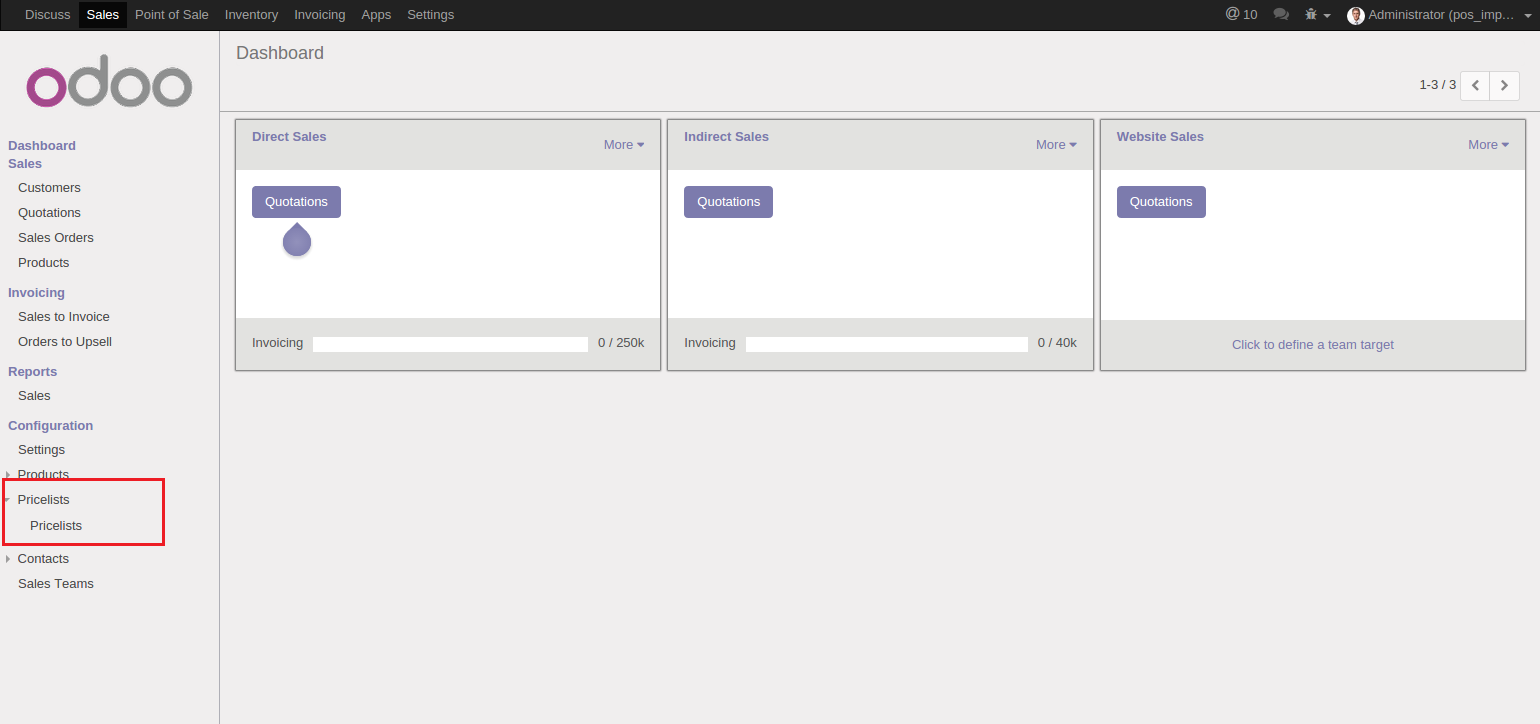 Discuss Sales Point of Sale Inventory Invoicing Apps Settings @ 10 Administrator (pos_imp...
odoo
Dashboard
1-3 / 3
Dashboard
Sales
Customers
Quotations
Sales Orders
Products
Invoicing
Sales to Invoice
Orders to Upsell
Reports
Sales
Configuration
Settings
Products
Pricelists
Pricelists
Contacts
Sales Teams
Direct Sales
More
Quotations
Invoicing 0 / 250k
Indirect Sales
More
Quotations
Invoicing 0 / 40k
Website Sales
More
Quotations
Click to define a team target